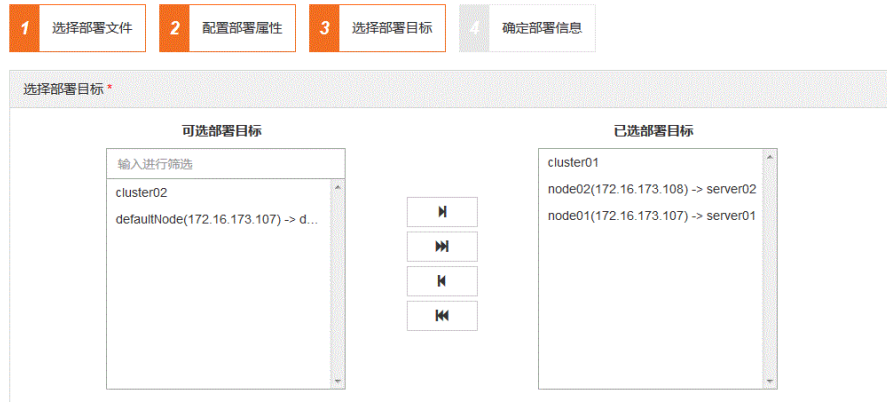 1 选择部署文件 2 配置部署属性 3 选择部署目标 4 确定部署信息
选择部署目标 *
可选部署目标
输入进行筛选
cluster02
defaultNode(172.16.173.107) -> d...
已选部署目标
cluster01
node02(172.16.173.108) -> server02
node01(172.16.173.107) -> server01